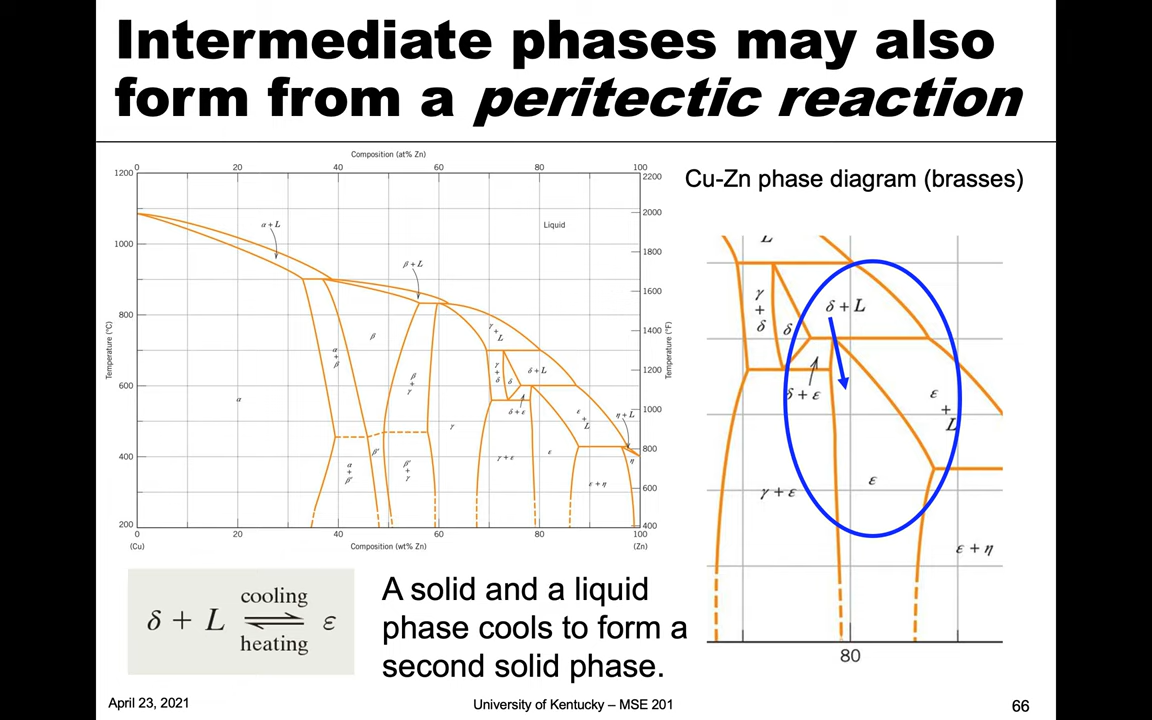 Intermediate phases may also
form from a peritectic reaction
Composition (at% Zn)
0 20 40 60 80 100
Cu-Zn phase diagram (brasses)
1200
1000
800
600
400
200
Temperature (°C)
2200
2000
1800
1600
1400
1200
1000
800
600
400
Temperature (°F)
α + L
Liquid
β + L
β
γ
+
L
α
+
β
γ
+
δ
δ
δ + L
β
+
γ
α
δ + ε
ε
+
L
η + L
γ
β′
γ + ε
ε
η
α
+
β′
β′
+
γ
ε + η
0 20 40 60 80 100
(Cu)
Composition (wt% Zn)
(Zn)
L
γ
+
δ
δ
δ + L
δ + ε
ε
+
L
γ + ε
ε
ε + η
80
cooling
δ + L ⇌ ε
heating
A solid and a liquid
phase cools to form a
second solid phase.
April 23, 2021
University of Kentucky – MSE 201
66